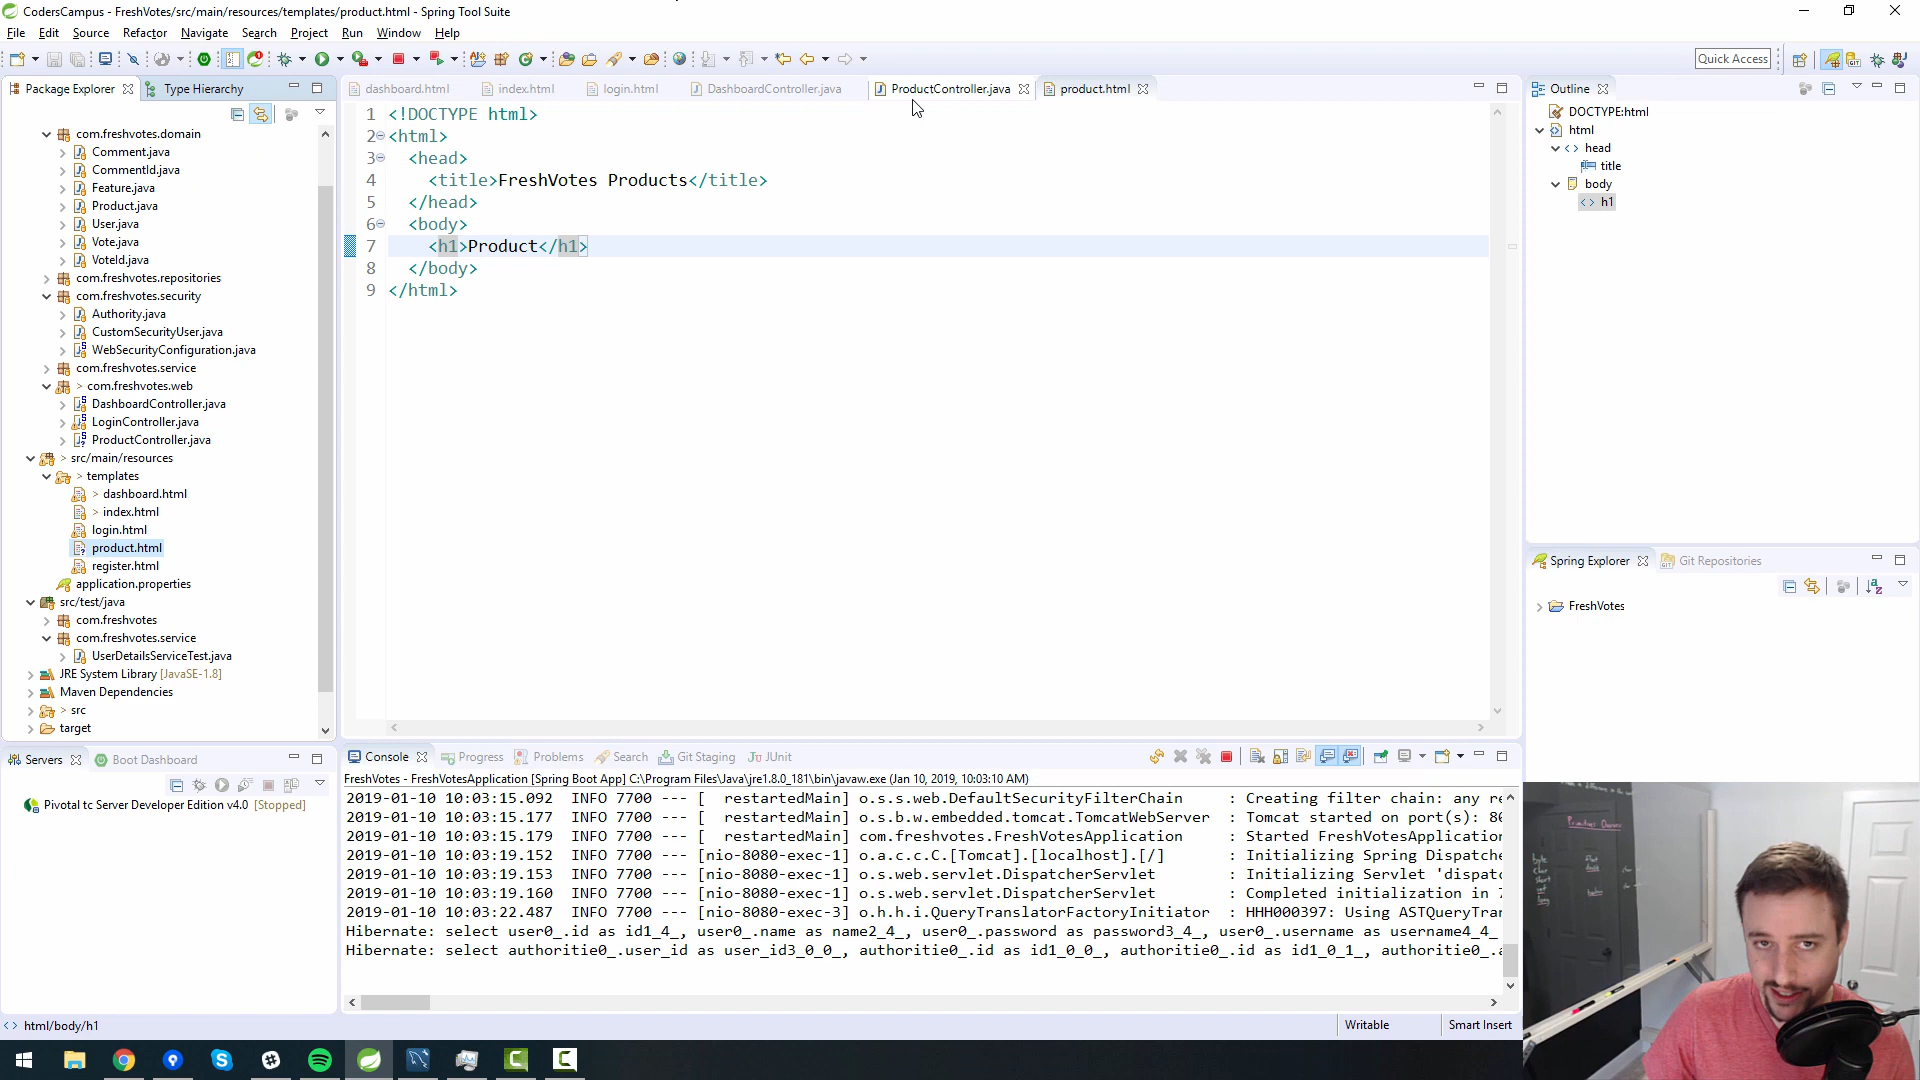 CodersCampus - FreshVotes/src/main/resources/templates/product.html - Spring Tool Suite
File Edit Source Refactor Navigate Search Project Run Window Help
Quick Access
Package Explorer
Type Hierarchy
com.freshvotes.domain
Comment.java
CommentId.java
Feature.java
Product.java
User.java
Vote.java
VoteId.java
com.freshvotes.repositories
com.freshvotes.security
Authority.java
CustomSecurityUser.java
WebSecurityConfiguration.java
com.freshvotes.service
> com.freshvotes.web
DashboardController.java
LoginController.java
ProductController.java
> src/main/resources
> templates
> dashboard.html
> index.html
login.html
product.html
register.html
application.properties
src/test/java
com.freshvotes
com.freshvotes.service
UserDetailsServiceTest.java
JRE System Library [JavaSE-1.8]
Maven Dependencies
> src
target
dashboard.html
index.html
login.html
DashboardController.java
ProductController.java
product.html
1 <!DOCTYPE html>
2 <html>
3 <head>
4 <title>FreshVotes Products</title>
5 </head>
6 <body>
7 <h1>Product</h1>
8 </body>
9 </html>
Outline
DOCTYPE:html
html
head
title
body
h1
Spring Explorer
Git Repositories
FreshVotes
Servers
Boot Dashboard
Pivotal tc Server Developer Edition v4.0 [Stopped]
Console Progress Problems Search Git Staging JUnit
FreshVotes - FreshVotesApplication [Spring Boot App] C:\Program Files\Java\jre1.8.0_181\bin\javaw.exe (Jan 10, 2019, 10:03:10 AM)
2019-01-10 10:03:15.092 INFO 7700 --- [ restartedMain] o.s.s.web.DefaultSecurityFilterChain : Creating filter chain: any re
2019-01-10 10:03:15.177 INFO 7700 --- [ restartedMain] o.s.b.w.embedded.tomcat.TomcatWebServer : Tomcat started on port(s): 80
2019-01-10 10:03:15.179 INFO 7700 --- [ restartedMain] com.freshvotes.FreshVotesApplication : Started FreshVotesApplication
2019-01-10 10:03:19.152 INFO 7700 --- [nio-8080-exec-1] o.a.c.c.C.[Tomcat].[localhost].[/] : Initializing Spring Dispatche
2019-01-10 10:03:19.153 INFO 7700 --- [nio-8080-exec-1] o.s.web.servlet.DispatcherServlet : Initializing Servlet 'dispatc
2019-01-10 10:03:19.160 INFO 7700 --- [nio-8080-exec-1] o.s.web.servlet.DispatcherServlet : Completed initialization in 7
2019-01-10 10:03:22.487 INFO 7700 --- [nio-8080-exec-3] o.h.h.i.QueryTranslatorFactoryInitiator : HHH000397: Using ASTQueryTran
Hibernate: select user0_.id as id1_4_, user0_.name as name2_4_, user0_.password as password3_4_, user0_.username as username4_4_
Hibernate: select authoritie0_.user_id as user_id3_0_0_, authoritie0_.id as id1_0_0_, authoritie0_.id as id1_0_1_, authoritie0_.a
html/body/h1
Writable
Smart Insert